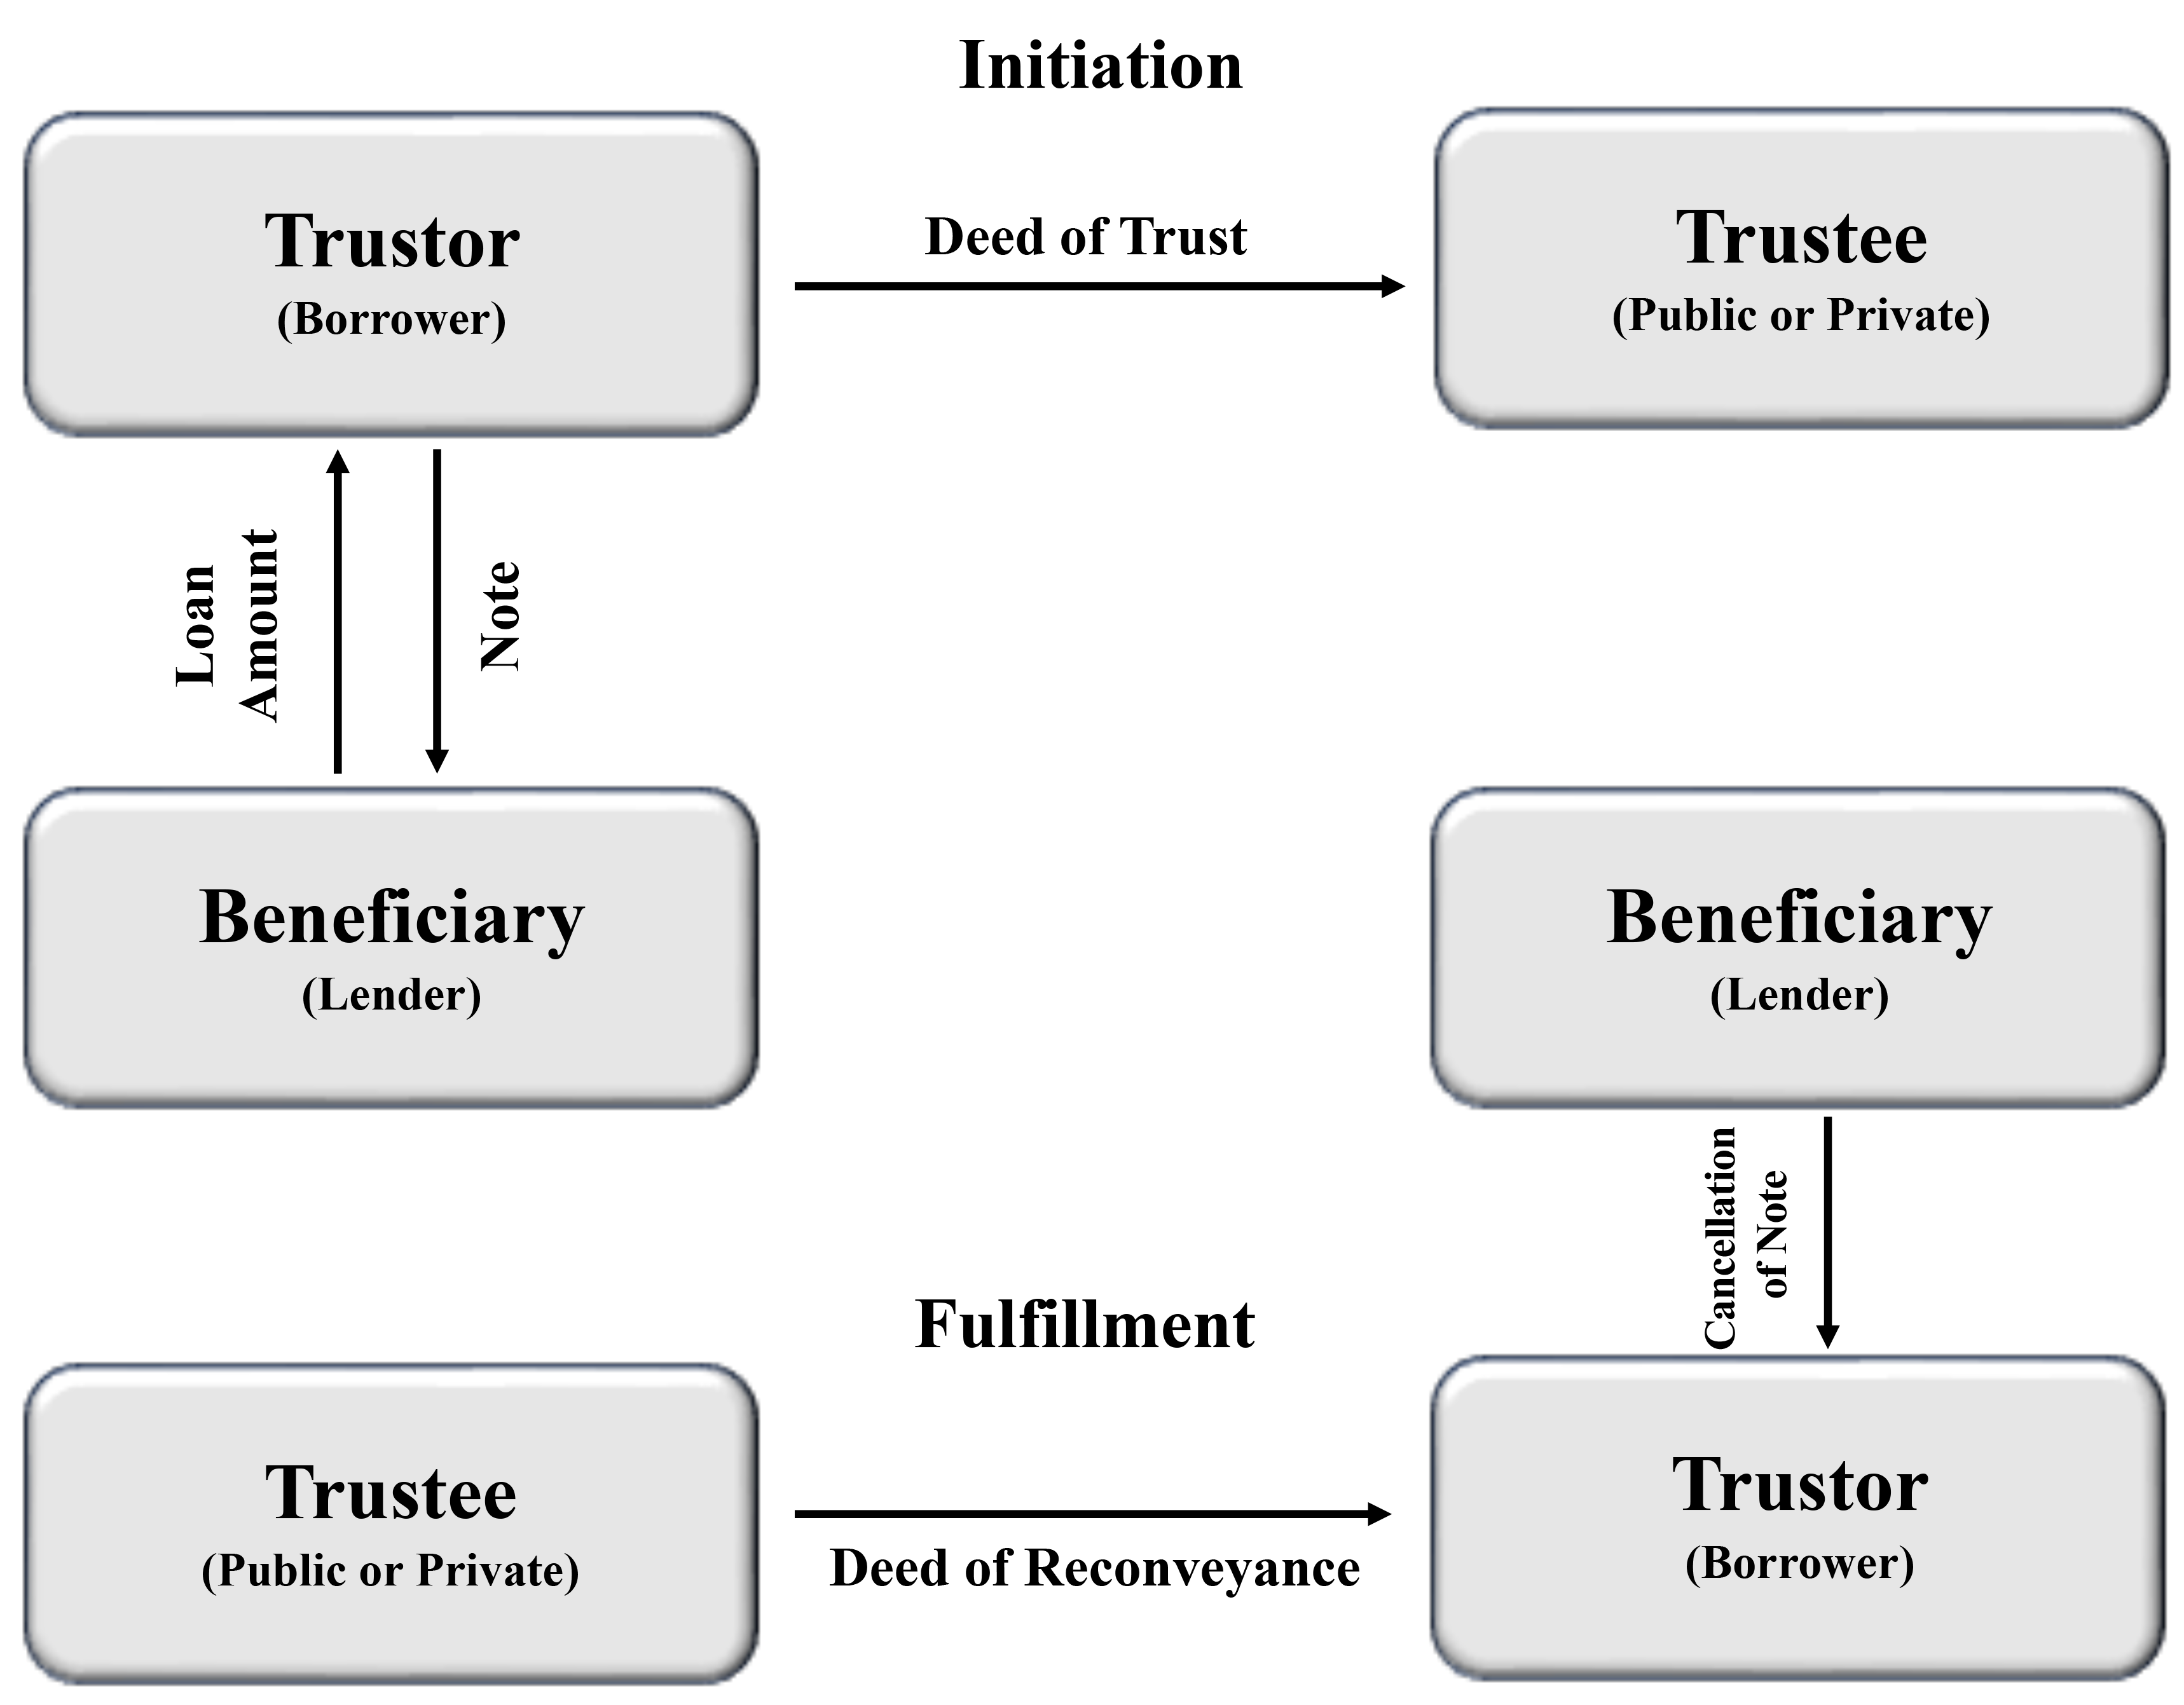 Initiation
Trustor
(Borrower)
Deed of Trust
Trustee
(Public or Private)
Loan
Amount
Note
Beneficiary
(Lender)
Beneficiary
(Lender)
Cancellation
of Note
Fulfillment
Trustee
(Public or Private)
Deed of Reconveyance
Trustor
(Borrower)